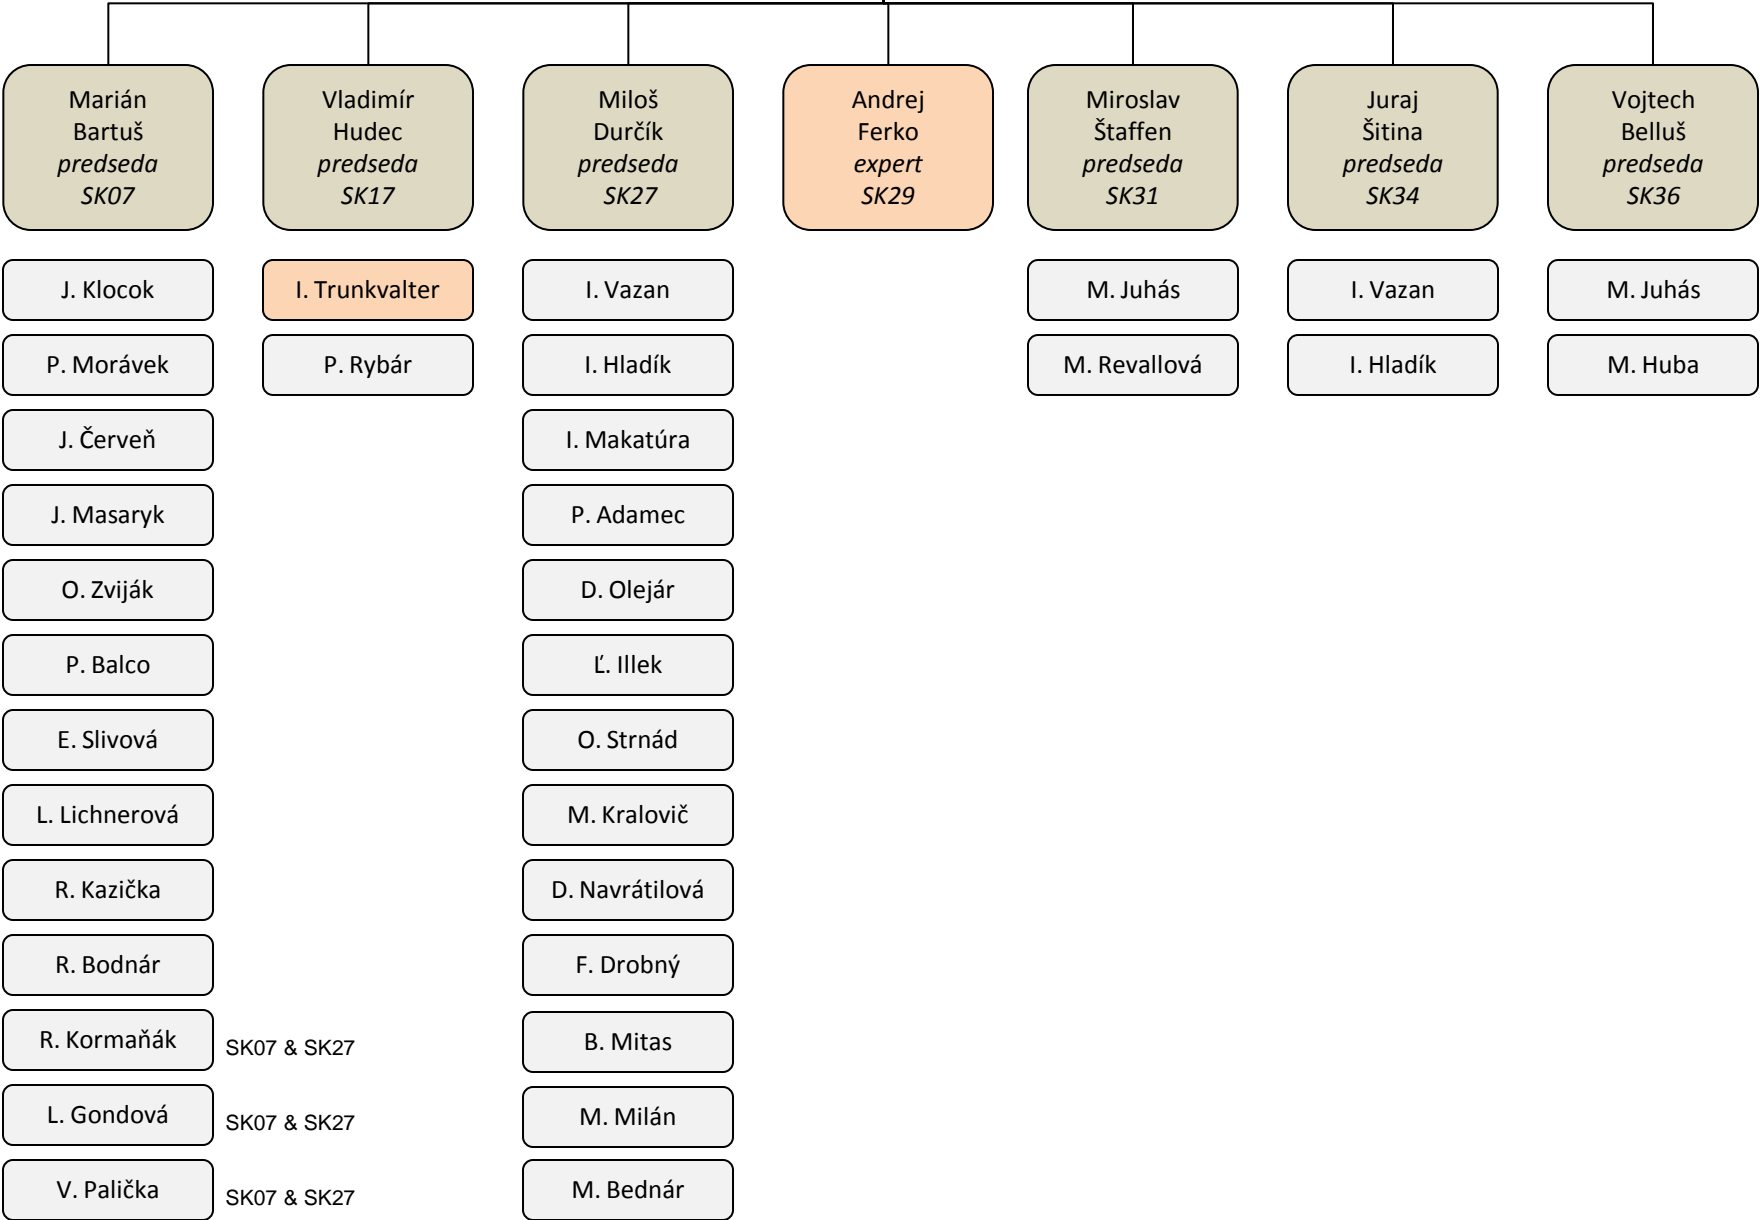 Marián
Bartuš
predseda
SK07
Vladimír
Hudec
predseda
SK17
Miloš
Durčík
predseda
SK27
Andrej
Ferko
expert
SK29
Miroslav
Štaffen
predseda
SK31
Juraj
Šitina
predseda
SK34
Vojtech
Belluš
predseda
SK36
J. Klocok
P. Morávek
J. Červeň
J. Masaryk
O. Zviják
P. Balco
E. Slivová
L. Lichnerová
R. Kazička
R. Bodnár
R. Kormaňák
SK07 & SK27
L. Gondová
SK07 & SK27
V. Palička
SK07 & SK27
I. Trunkvalter
P. Rybár
I. Vazan
I. Hladík
I. Makatúra
P. Adamec
D. Olejár
Ľ. Illek
O. Strnád
M. Kralovič
D. Navrátilová
F. Drobný
B. Mitas
M. Milán
M. Bednár
M. Juhás
M. Revallová
I. Vazan
I. Hladík
M. Juhás
M. Huba